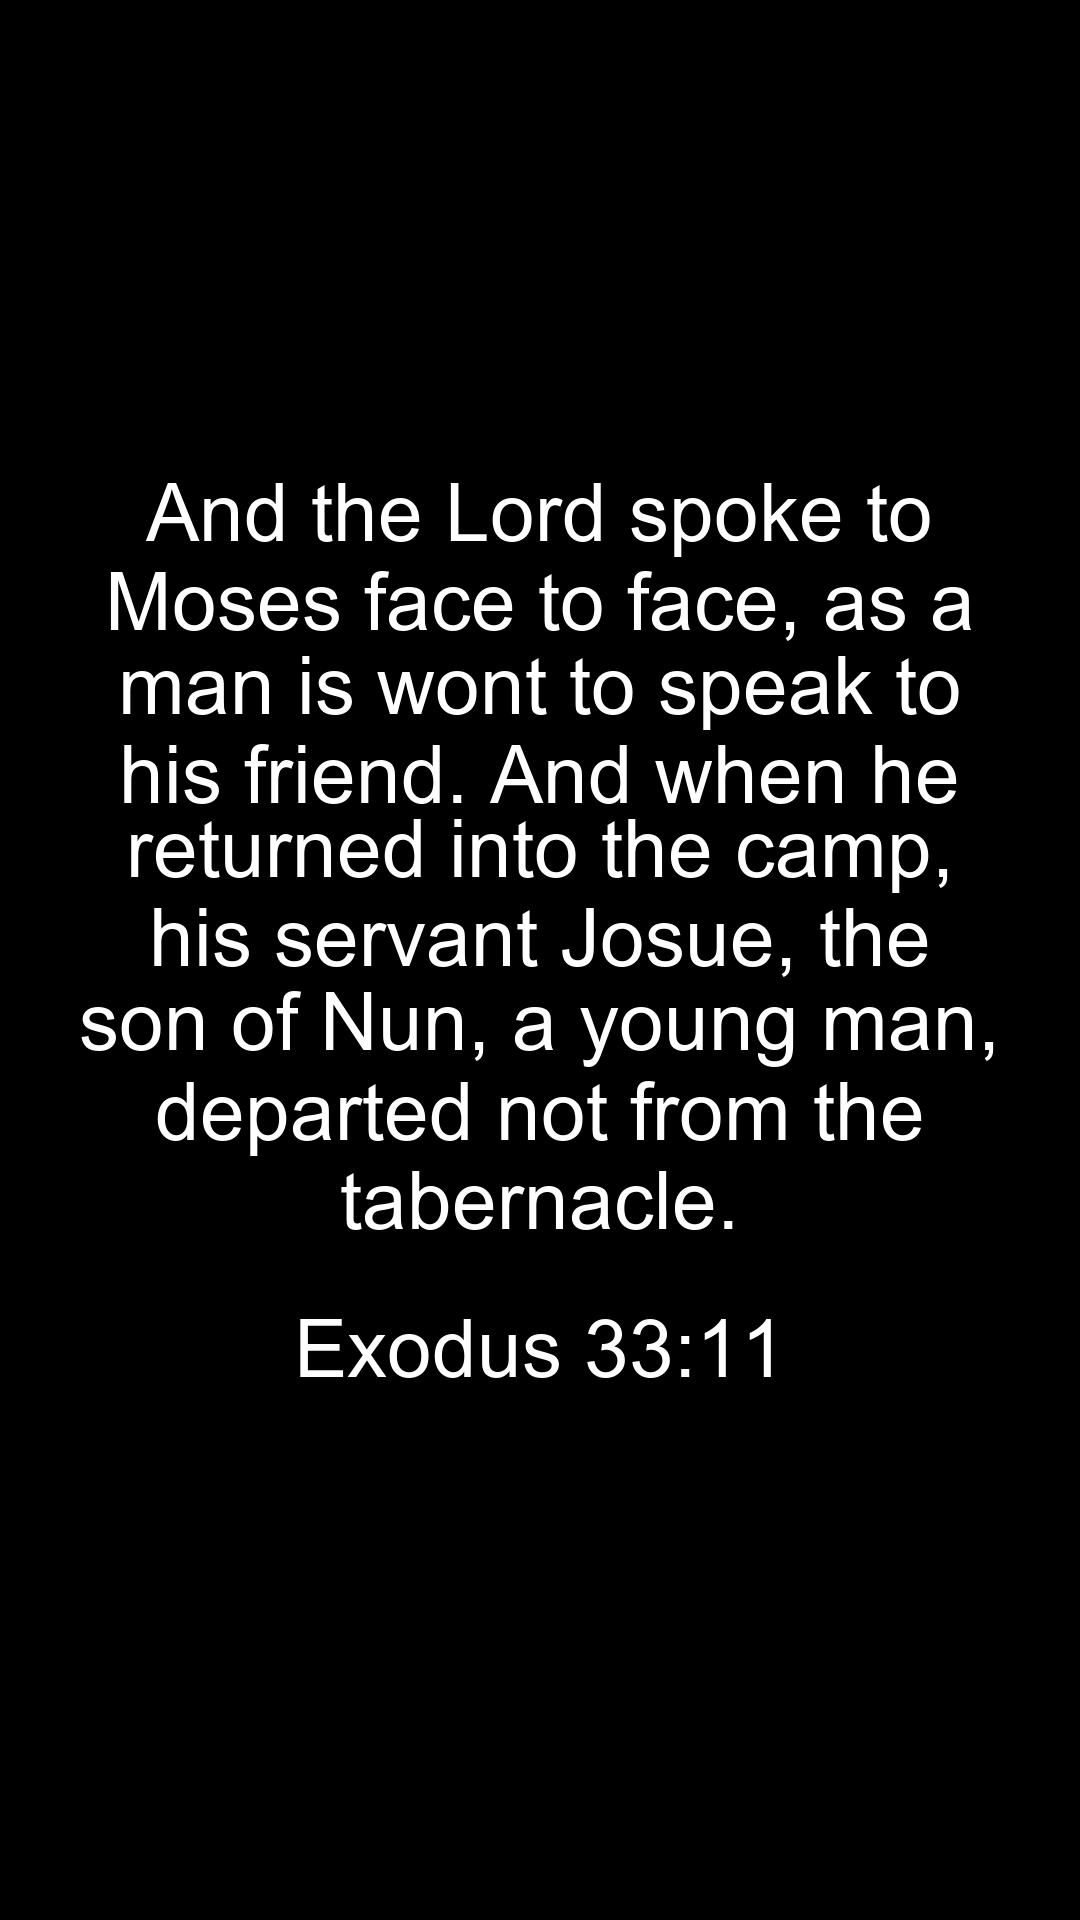 And the Lord spoke to
Moses face to face, as a
man is wont to speak to
his friend. And when he
returned into the camp,
his servant Josue, the
son of Nun, a young man,
departed not from the
tabernacle.
Exodus 33:11